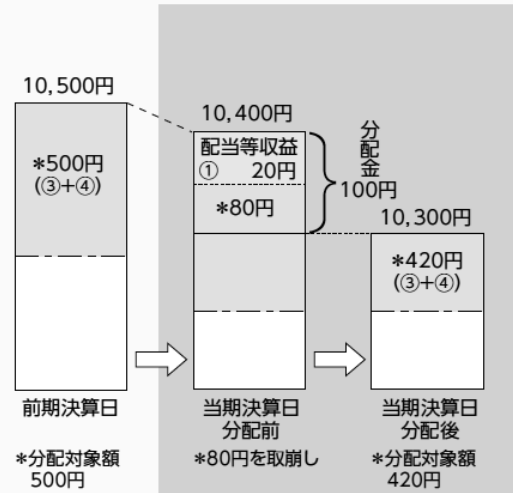 10,500円
*500円
(③+④)
前期決算日
*分配対象額
500円
10,400円
配当等収益
① 20円
*80円
分配金
100円
当期決算日
分配前
*80円を取崩し
10,300円
*420円
(③+④)
当期決算日
分配後
*分配対象額
420円